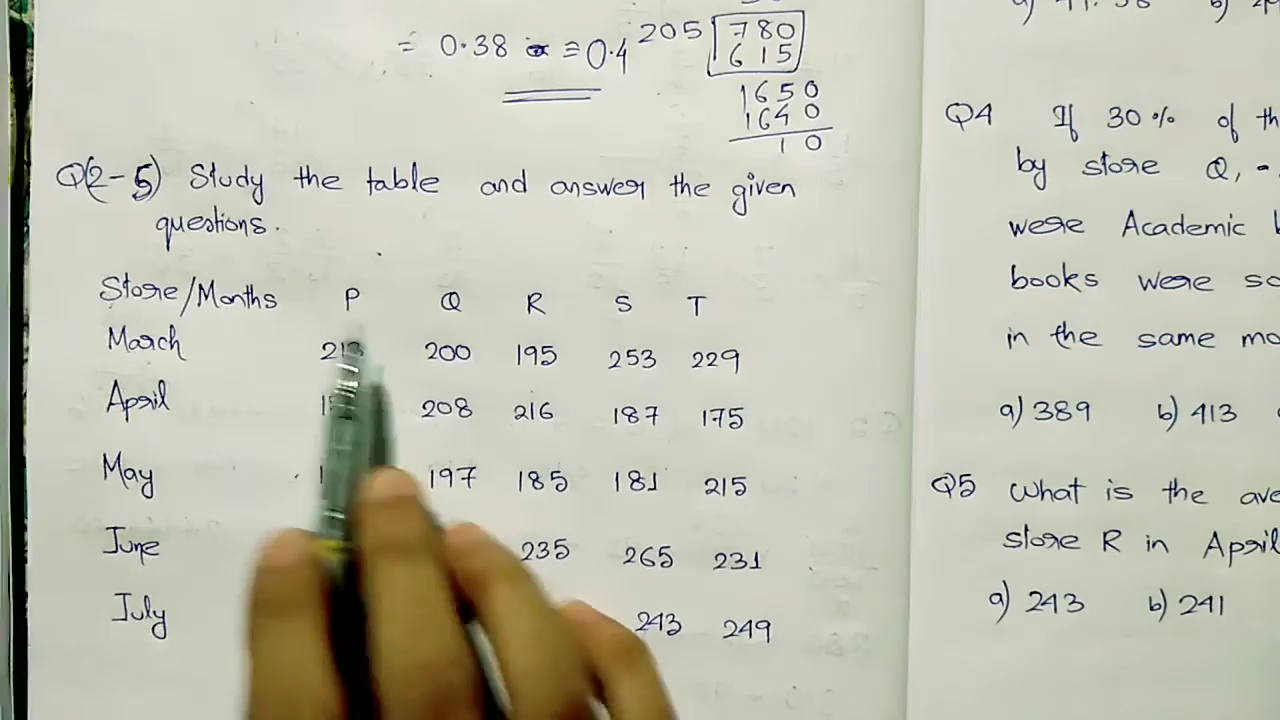 = 0.38 ≡ 0.4
205 780
615
1650
1640
10
Q(2-5) Study the table and answer the given
questions.
Store/Months P Q R S T
March 200 195 253 229
April 208 216 187 175
May 197 185 181 215
June 235 265 231
July 243 249
Q4 If 30% of
by store Q,
were Academic
books were
in the same
a) 389 b) 413
Q5 What is the
store R in April
a) 243 b) 241